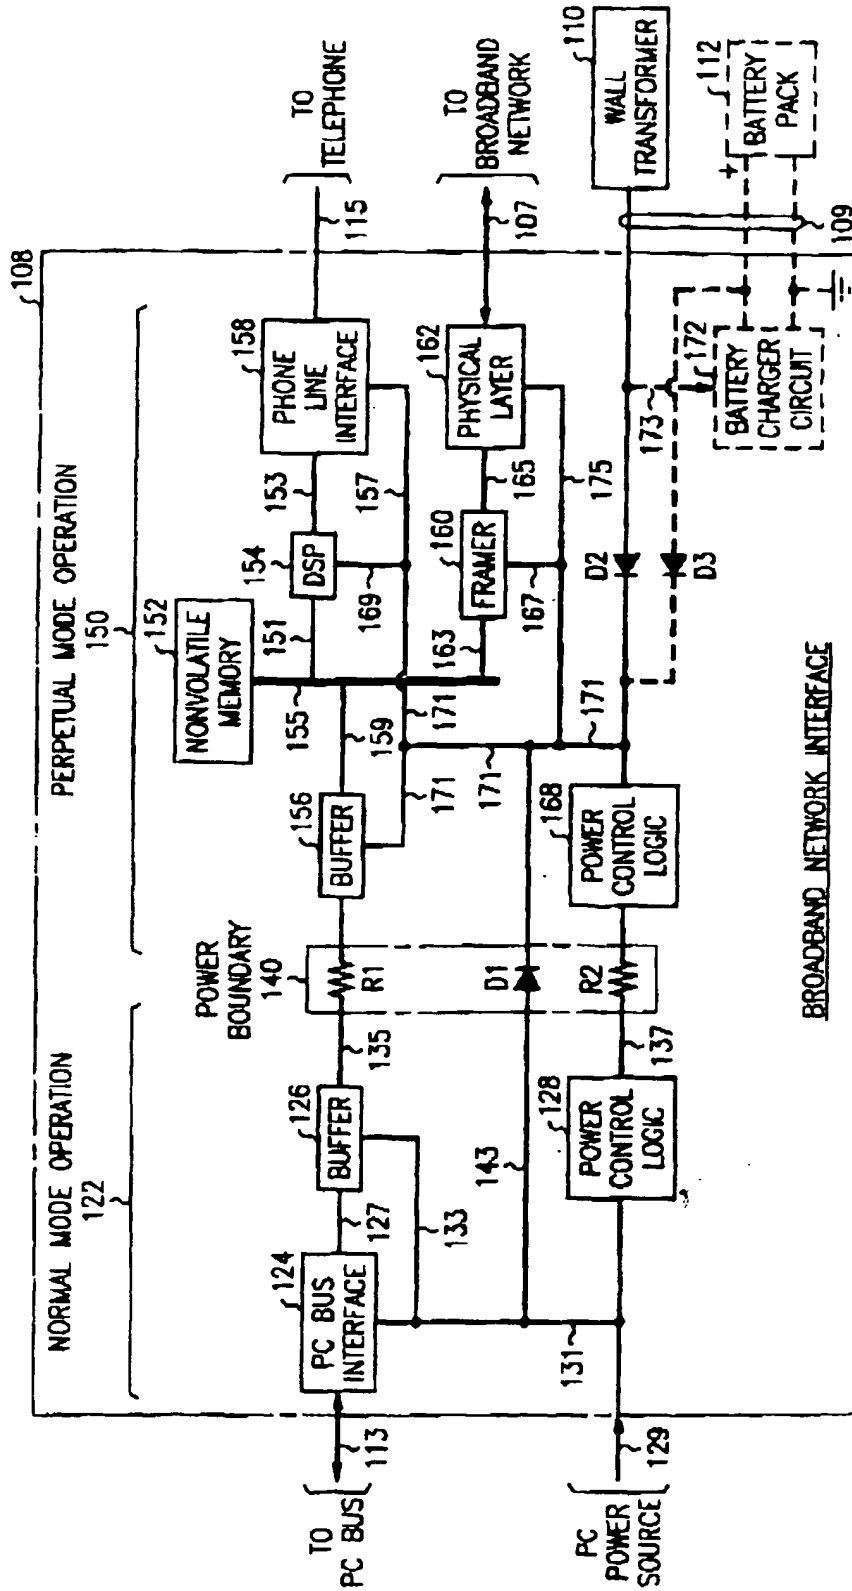 108
NORMAL MODE OPERATION
122
PERPETUAL MODE OPERATION
150
POWER
BOUNDARY
140
NONVOLATILE
MEMORY
152
TO
PC BUS
113
PC BUS
INTERFACE
124
127
BUFFER
126
133
135
R1
BUFFER
156
159
155
151
DSP
154
153
169
PHONE
LINE
INTERFACE
158
157
115
TO
TELEPHONE
171
171
171
171
163
FRAMER
160
165
167
PHYSICAL
LAYER
162
175
107
TO
BROADBAND
NETWORK
143
D1
131
PC
POWER
SOURCE
129
POWER
CONTROL
LOGIC
128
137
R2
POWER
CONTROL
LOGIC
168
D2
D3
173
172
BATTERY
CHARGER
CIRCUIT
WALL
TRANSFORMER
110
+
BATTERY
PACK
112
109
BROADBAND NETWORK INTERFACE